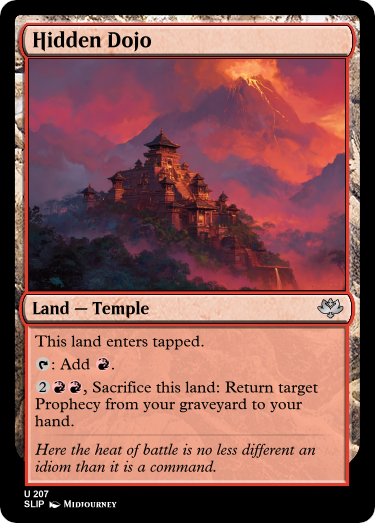 Hidden Dojo
Land — Temple
This land enters tapped.
: Add .
2, Sacrifice this land: Return target
Prophecy from your graveyard to your
hand.
Here the heat of battle is no less different an
idiom than it is a command.
U 207
SLIP Midjourney